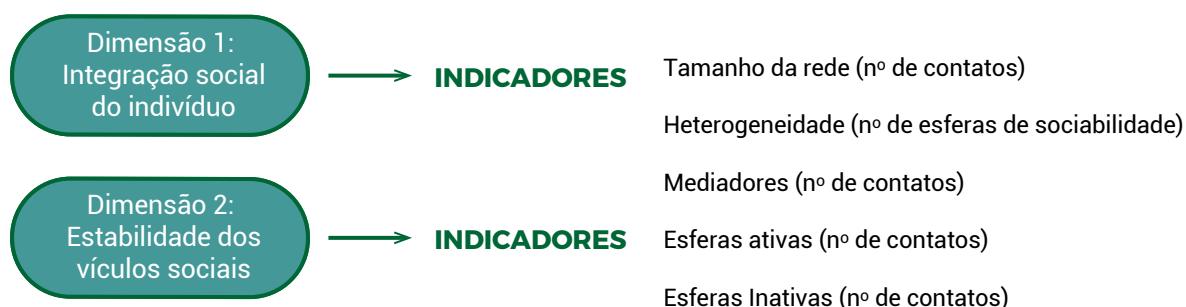 Dimensão 1:
Integração social
do indivíduo
INDICADORES
Tamanho da rede (nº de contatos)
Heterogeneidade (nº de esferas de sociabilidade)
Mediadores (nº de contatos)
Dimensão 2:
Estabilidade dos
vículos sociais
INDICADORES
Esferas ativas (nº de contatos)
Esferas Inativas (nº de contatos)